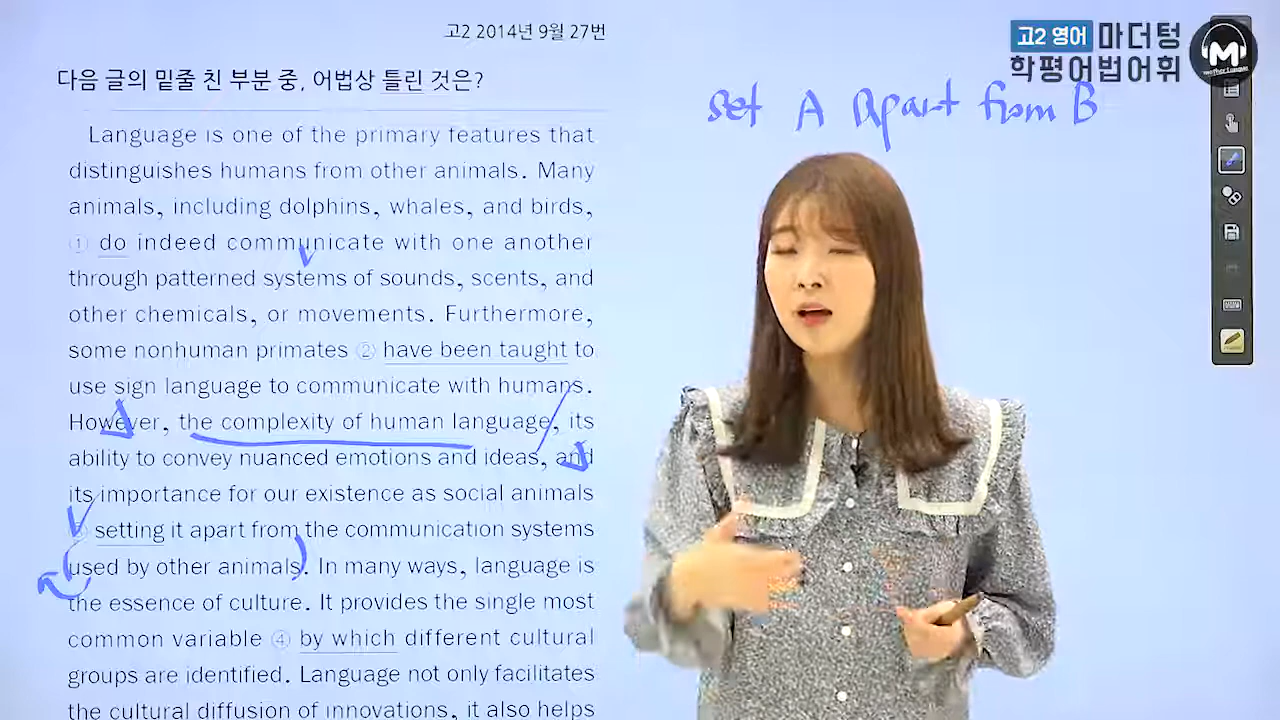 고2 2014년 9월 27번
고2 영어 마더텅
학평어법어휘
M
다음 글의 밑줄 친 부분 중, 어법상 틀린 것은?
set A apart from B
Language is one of the primary features that
distinguishes humans from other animals. Many
animals, including dolphins, whales, and birds,
① do indeed communicate with one another
through patterned systems of sounds, scents, and
other chemicals, or movements. Furthermore,
some nonhuman primates ② have been taught to
use sign language to communicate with humans.
However, the complexity of human language, its
ability to convey nuanced emotions and ideas, and
its importance for our existence as social animals
setting it apart from the communication systems
used by other animals. In many ways, language is
the essence of culture. It provides the single most
common variable ④ by which different cultural
groups are identified. Language not only facilitates
the cultural diffusion of innovations, it also helps